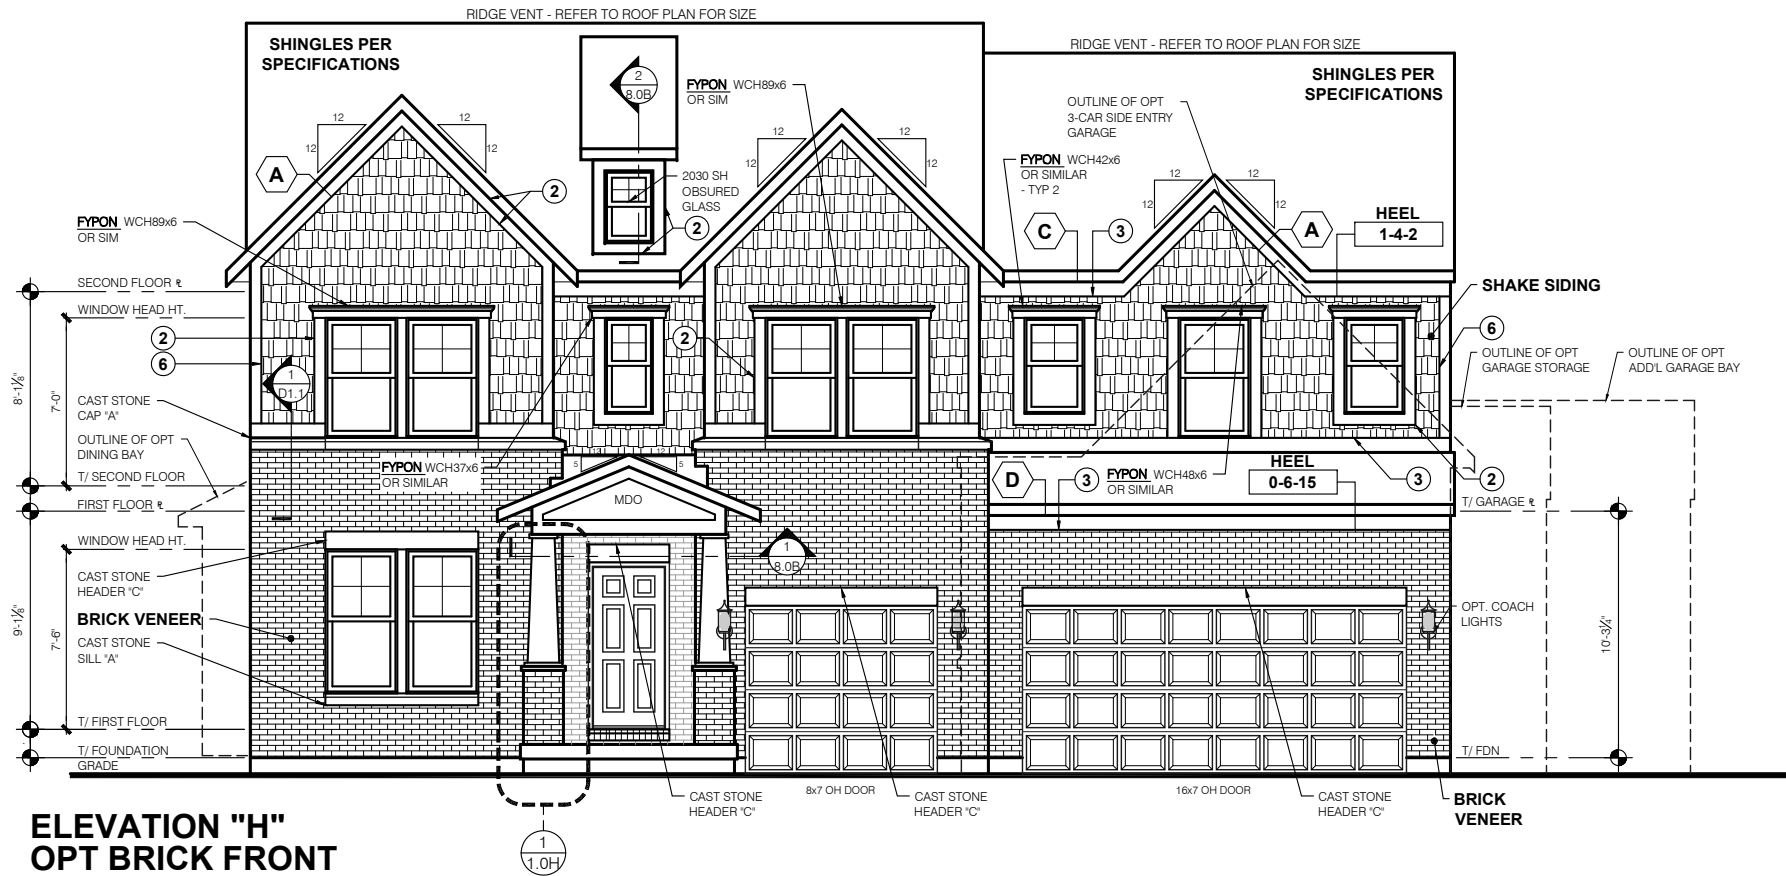 RIDGE VENT - REFER TO ROOF PLAN FOR SIZE
RIDGE VENT - REFER TO ROOF PLAN FOR SIZE
SHINGLES PER
SPECIFICATIONS
2
8.0B
FYPON WCH89x6
OR SIM
SHINGLES PER
SPECIFICATIONS
OUTLINE OF OPT
3-CAR SIDE ENTRY
GARAGE
12
12
12
12
12
12
12
12
12
12
12
12
FYPON WCH42x6
OR SIMILAR
- TYP 2
A
2
2030 SH
OBSURED
GLASS
2
C
3
A
HEEL
1-4-2
FYPON WCH89x6
OR SIM
SECOND FLOOR ℄
WINDOW HEAD HT.
SHAKE SIDING
2
6
2
6
1
D1.1
8'-1⅛"
7'-0"
OUTLINE OF OPT
GARAGE STORAGE
OUTLINE OF OPT
ADD'L GARAGE BAY
CAST STONE
CAP "A"
OUTLINE OF OPT
DINING BAY
T/ SECOND FLOOR
FIRST FLOOR ℄
FYPON WCH37x6
OR SIMILAR
12
12
5
5
MDO
D
3
FYPON WCH48x6
OR SIMILAR
HEEL
0-6-15
3
2
T/ GARAGE ℄
WINDOW HEAD HT.
1
8.0B
CAST STONE
HEADER "C"
BRICK VENEER
CAST STONE
SILL "A"
9'-1⅛"
7'-6"
OPT. COACH
LIGHTS
10'-3¼"
T/ FIRST FLOOR
T/ FOUNDATION
GRADE
T/ FDN
CAST STONE
HEADER "C"
8x7 OH DOOR
CAST STONE
HEADER "C"
16x7 OH DOOR
CAST STONE
HEADER "C"
BRICK
VENEER
1
1.0H
ELEVATION "H"
OPT BRICK FRONT